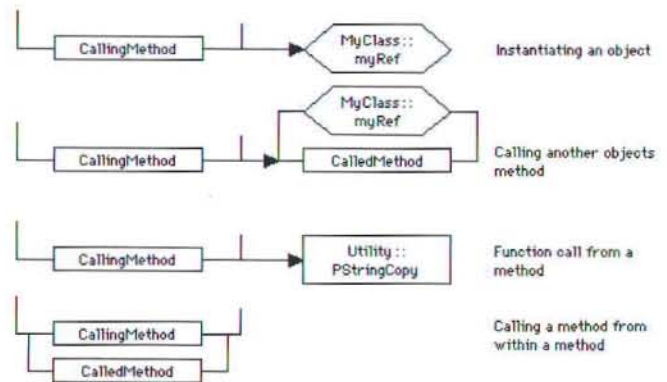 CallingMethod
MyClass::
myRef
Instantiating an object
MyClass::
myRef
CallingMethod
CalledMethod
Calling another objects
method
CallingMethod
Utility::
PStringCopy
Function call from a
method
CallingMethod
CalledMethod
Calling a method from
within a method